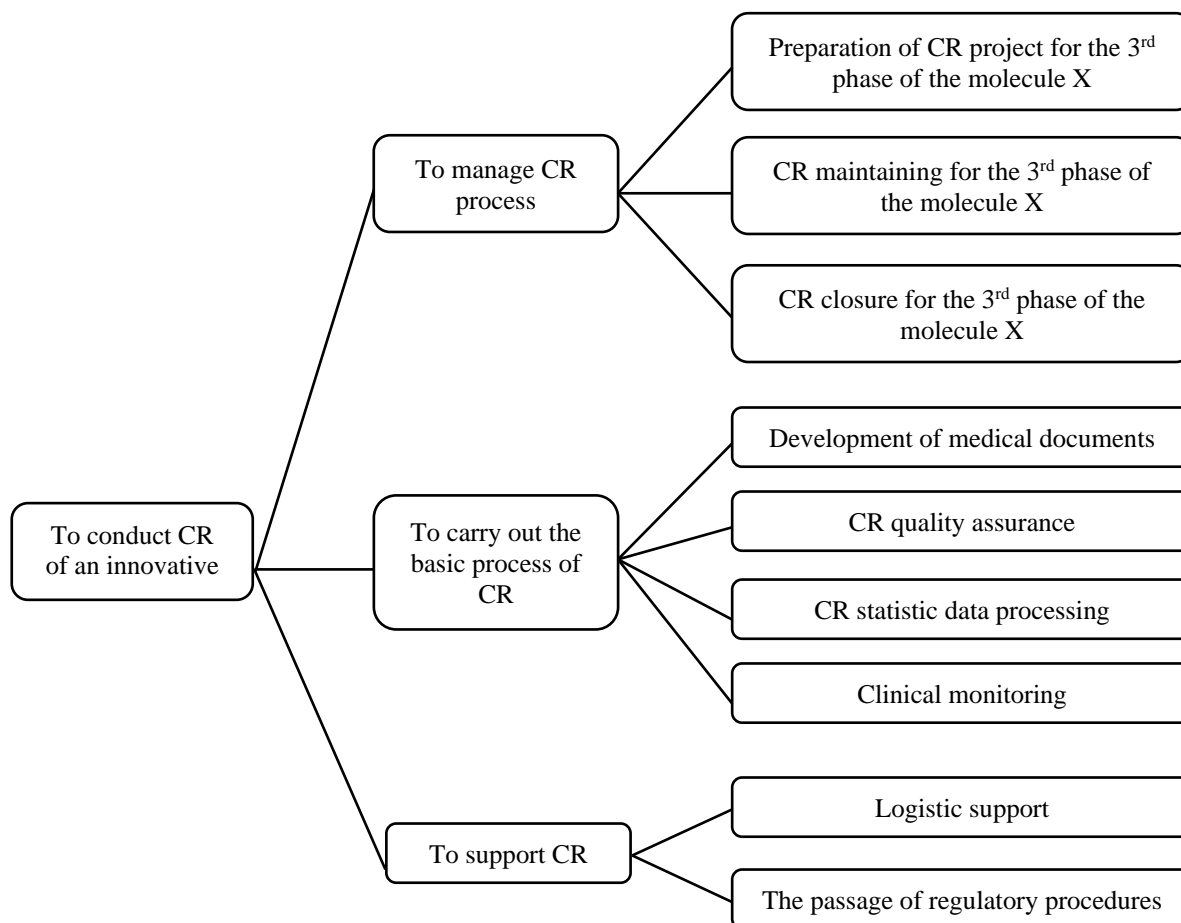 Preparation of CR project for the 3rd
phase of the molecule X
To manage CR
process
CR maintaining for the 3rd phase of
the molecule X
CR closure for the 3rd phase of the
molecule X
Development of medical documents
To conduct CR
of an innovative
To carry out the
basic process of
CR
CR quality assurance
CR statistic data processing
Clinical monitoring
To support CR
Logistic support
The passage of regulatory procedures